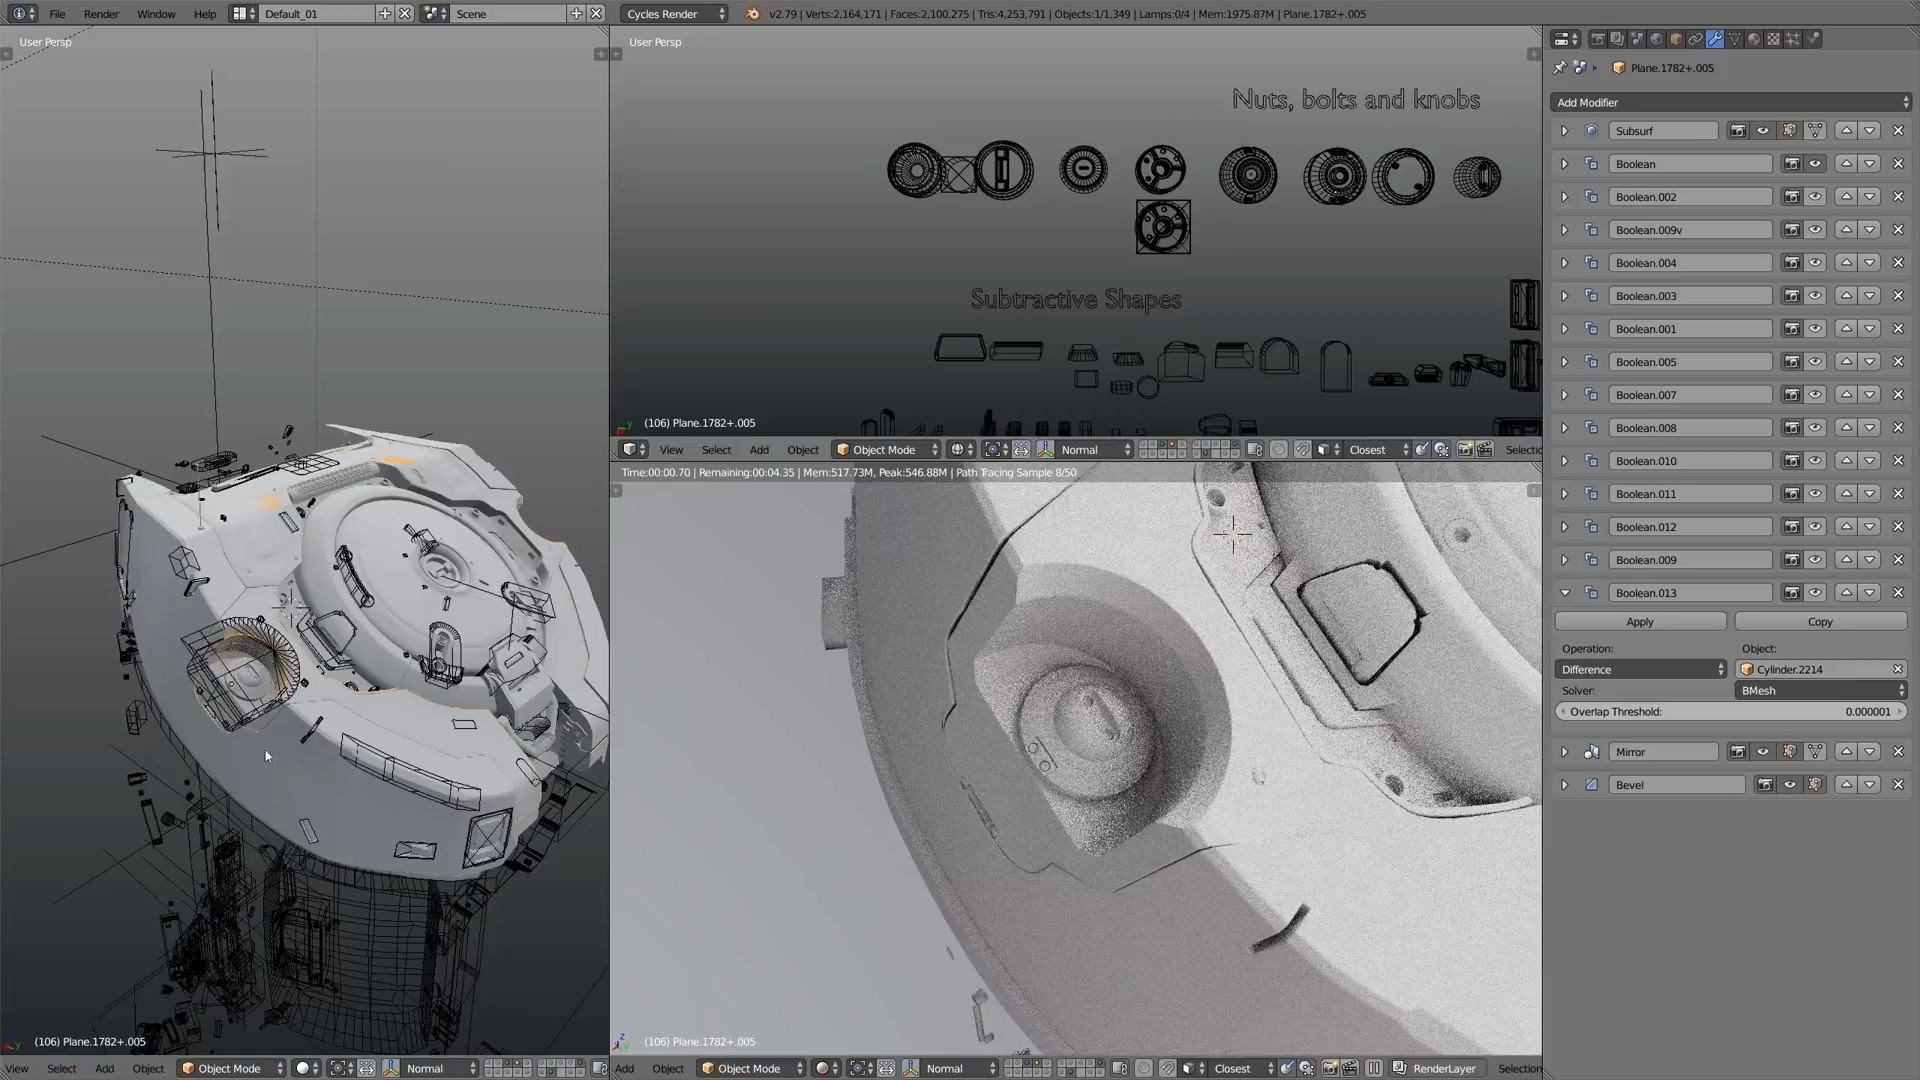 File Render Window Help Default_01 Scene Cycles Render v2.79 | Verts:2,164,171 | Faces:2,100,275 | Tris:4,253,791 | Objects:1/1,349 | Lamps:0/4 | Mem:1975.87M | Plane.1782+.005
User Persp
User Persp
Nuts, bolts and knobs
Subtractive Shapes
(106) Plane.1782+.005
View Select Add Object Object Mode Normal Closest Selectio
Time:00:00.70 | Remaining:00:04.35 | Mem:517.73M, Peak:546.88M | Path Tracing Sample 8/50
(106) Plane.1782+.005
(106) Plane.1782+.005
View Select Add Object Object Mode Normal
Add Object Object Mode Normal Closest RenderLayer Selection
Plane.1782+.005
Add Modifier
Subsurf
Boolean
Boolean.002
Boolean.009v
Boolean.004
Boolean.003
Boolean.001
Boolean.005
Boolean.007
Boolean.008
Boolean.010
Boolean.011
Boolean.012
Boolean.009
Boolean.013
Apply Copy
Operation: Object:
Difference Cylinder.2214
Solver: BMesh
Overlap Threshold: 0.000001
Mirror
Bevel